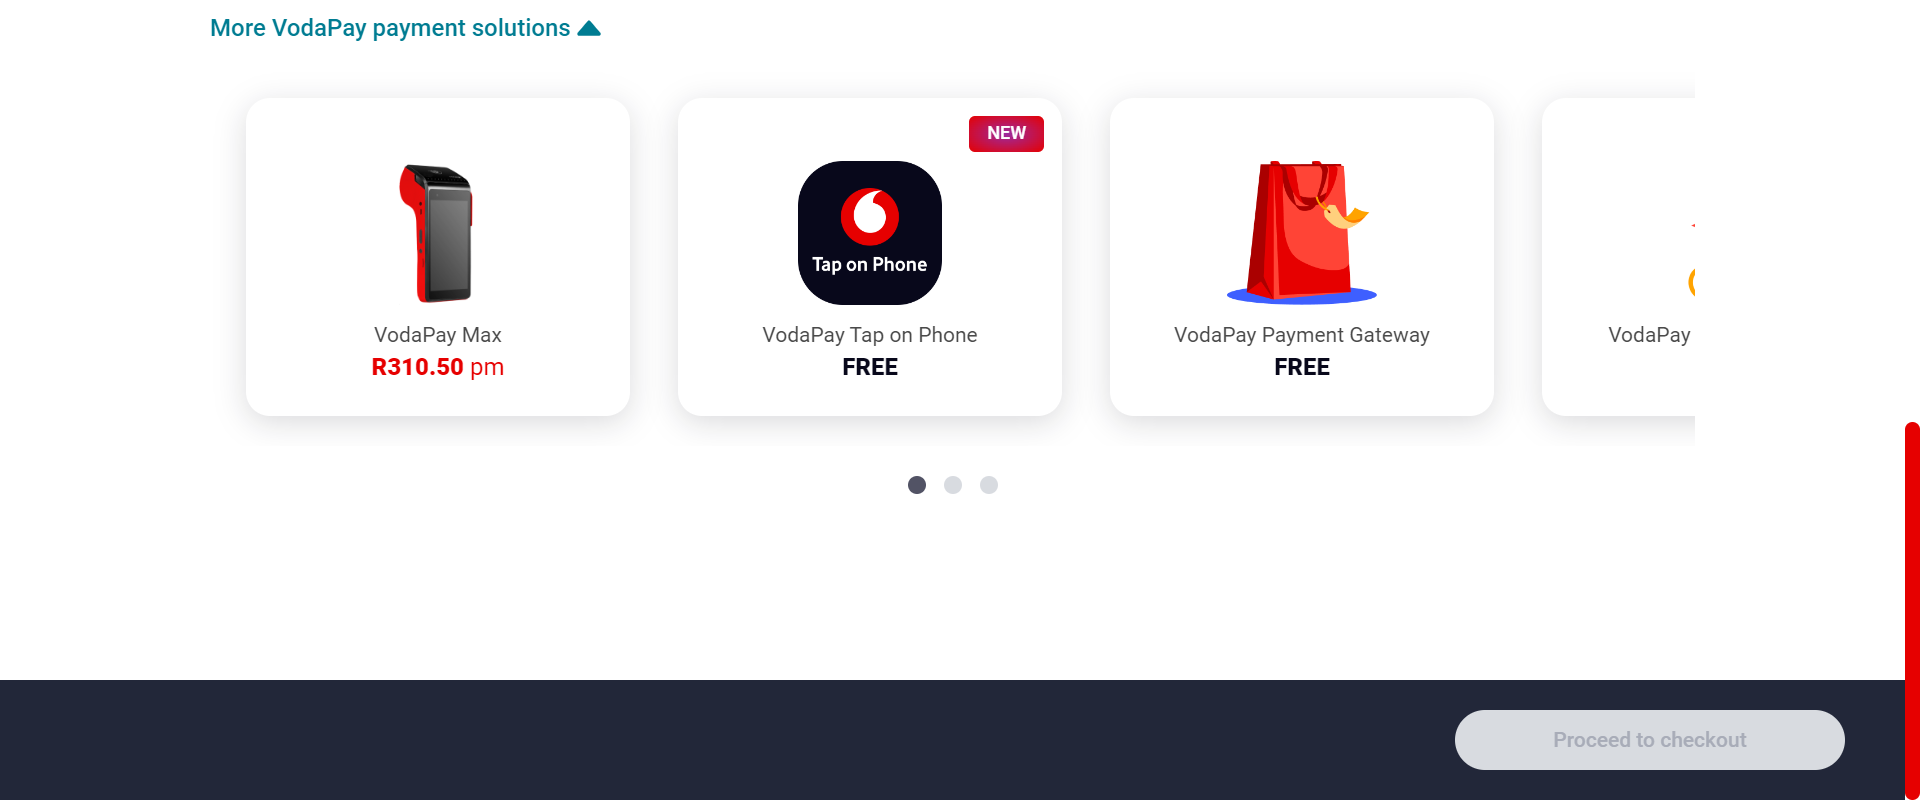 More VodaPay payment solutions
NEW
Tap on Phone
VodaPay Max
R310.50 pm
VodaPay Tap on Phone
FREE
VodaPay Payment Gateway
FREE
VodaPay
Proceed to checkout